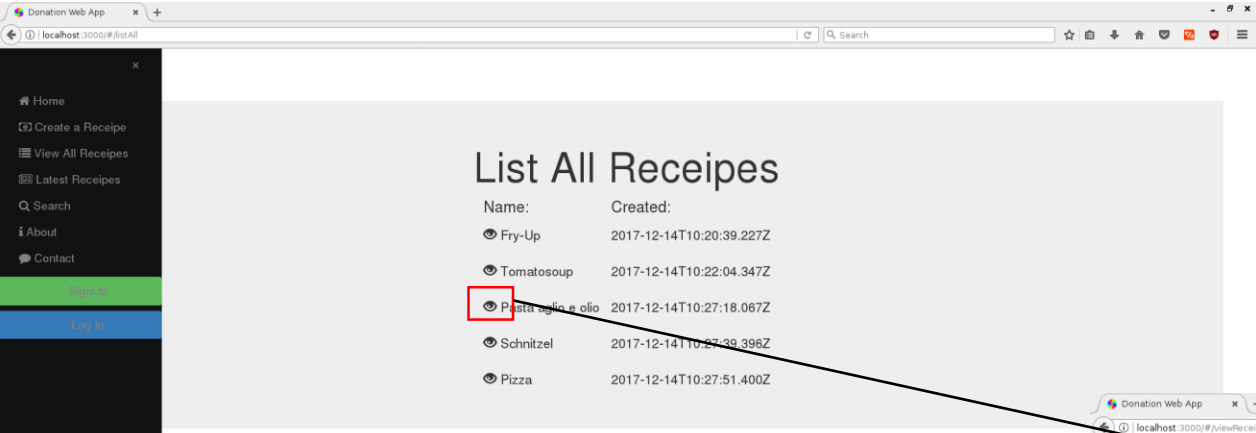 Donation Web App
localhost:3000/#/listAll
Search
Home
Create a Receipe
View All Receipes
Latest Receipes
Search
About
Contact
SignUp
Log In
List All Receipes
Name: Created:
Fry-Up 2017-12-14T10:20:39.227Z
Tomatosoup 2017-12-14T10:22:04.347Z
Pasta aglio e olio 2017-12-14T10:27:18.067Z
Schnitzel 2017-12-14T10:27:39.396Z
Pizza 2017-12-14T10:27:51.400Z
Donation Web App
localhost:3000/#/viewRecei